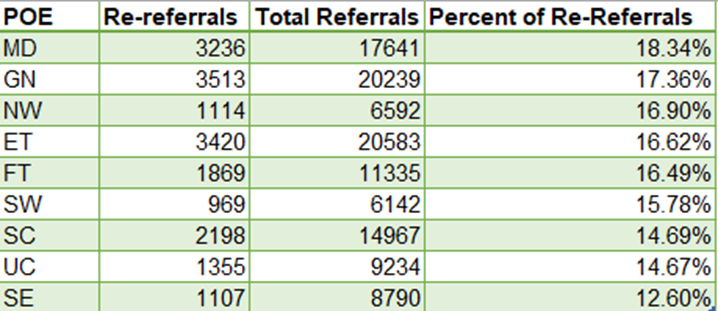 POE Re-referrals Total Referrals Percent of Re-Referrals
MD 3236 17641 18.34%
GN 3513 20239 17.36%
NW 1114 6592 16.90%
ET 3420 20583 16.62%
FT 1869 11335 16.49%
SW 969 6142 15.78%
SC 2198 14967 14.69%
UC 1355 9234 14.67%
SE 1107 8790 12.60%